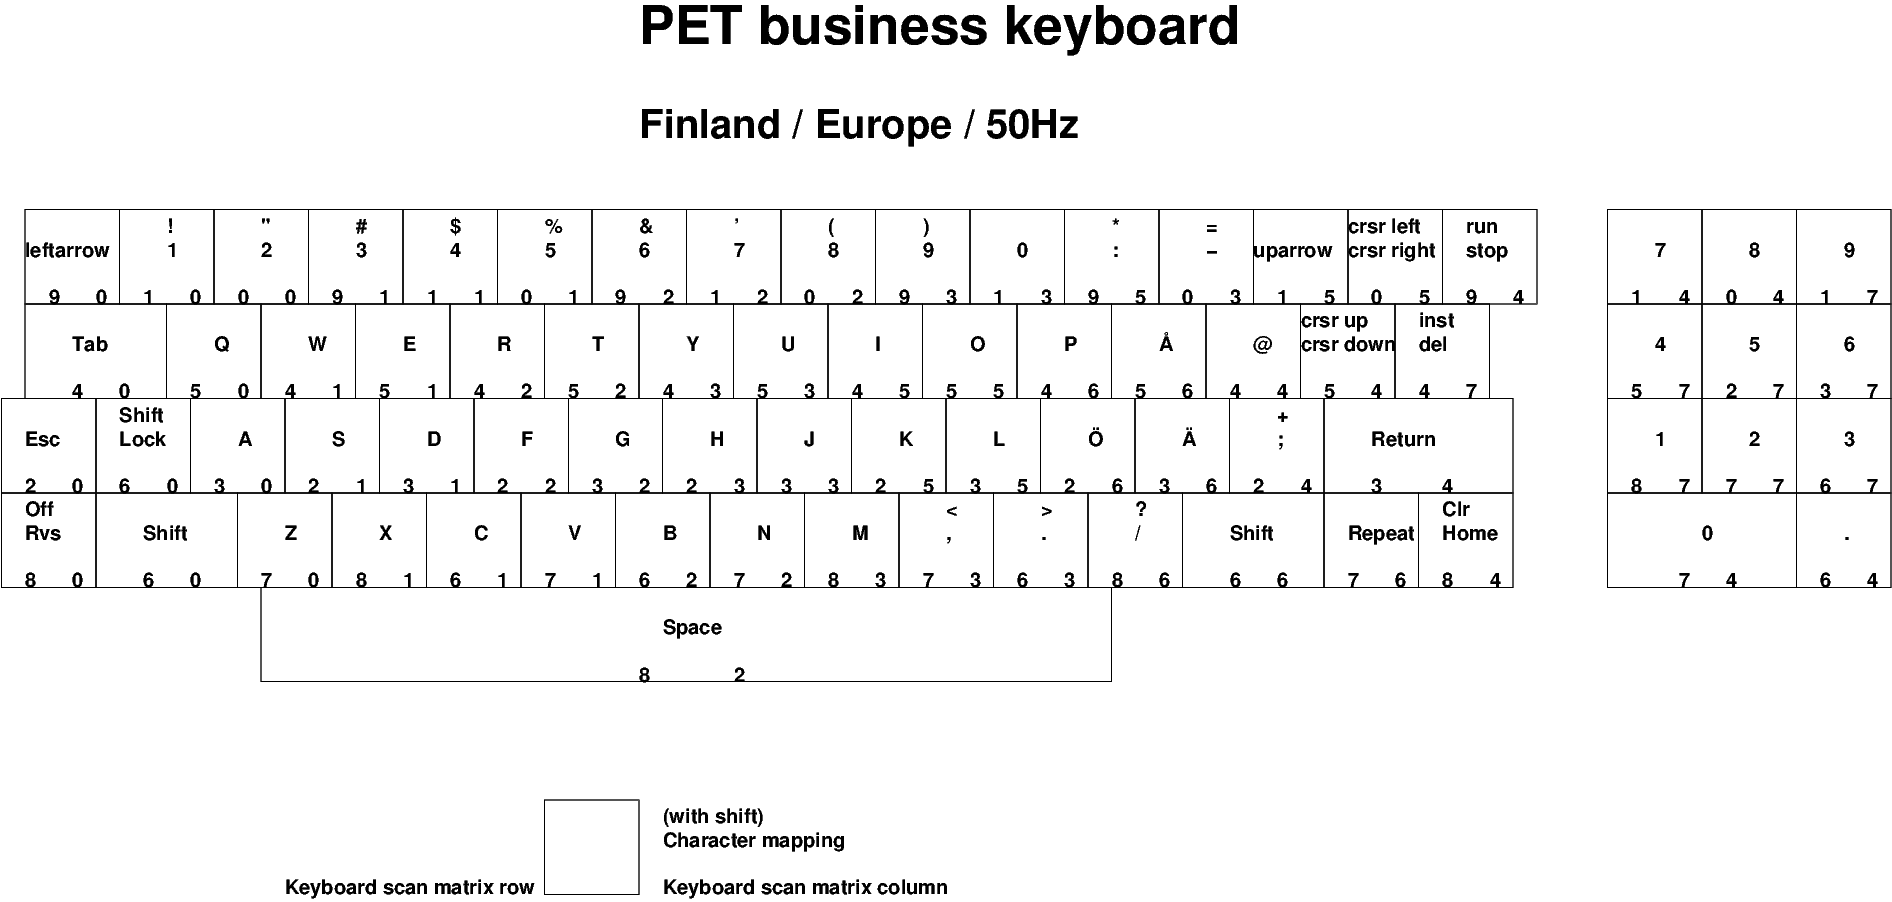 PET business keyboard
Finland / Europe / 50Hz
! " # $ % & ' ( ) * = crsr left run
leftarrow 1 2 3 4 5 6 7 8 9 0 : – uparrow crsr right stop 7 8 9
9 0 1 0 0 0 9 1 1 1 0 1 9 2 1 2 0 2 9 3 1 3 9 5 0 3 1 5 0 5 9 4 1 4 0 4 1 7
crsr up inst
Tab Q W E R T Y U I O P Å @ crsr down del 4 5 6
4 0 5 0 4 1 5 1 4 2 5 2 4 3 5 3 4 5 5 5 4 6 5 6 4 4 5 4 4 7 5 7 2 7 3 7
Shift +
Esc Lock A S D F G H J K L Ö Ä ; Return 1 2 3
2 0 6 0 3 0 2 1 3 1 2 2 3 2 2 3 3 3 2 5 3 5 2 6 3 6 2 4 3 4 8 7 7 7 6 7
Off < > ? Clr
Rvs Shift Z X C V B N M , . / Shift Repeat Home 0 .
8 0 6 0 7 0 8 1 6 1 7 1 6 2 7 2 8 3 7 3 6 3 8 6 6 6 7 6 8 4 7 4 6 4
Space
8 2
(with shift)
Character mapping
Keyboard scan matrix row Keyboard scan matrix column